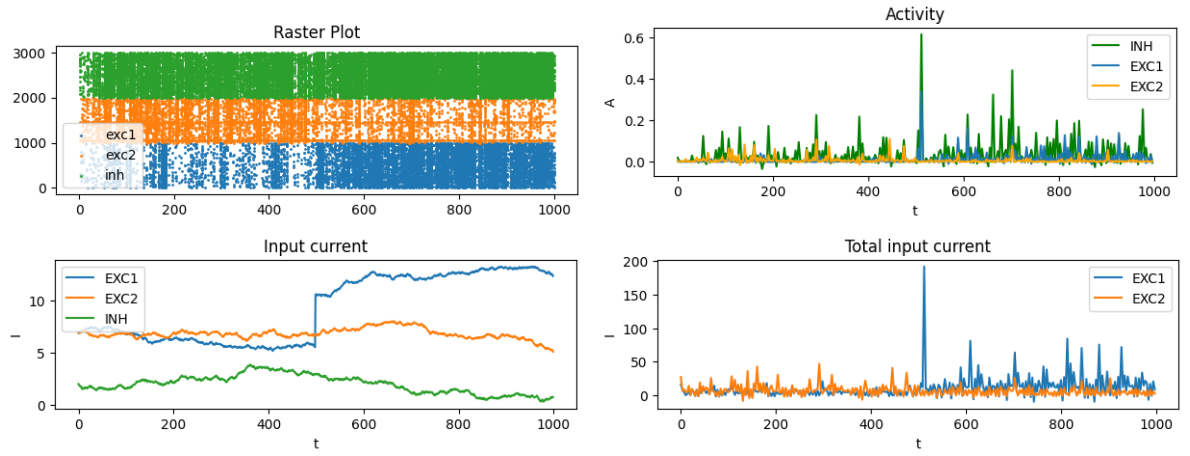 Raster Plot
3000
2000
1000
0
exc1
exc2
inh
0 200 400 600 800 1000
Activity
0.6
0.4
0.2
0.0
A
INH
EXC1
EXC2
0 200 400 600 800 1000
t
Input current
10
5
0
I
EXC1
EXC2
INH
0 200 400 600 800 1000
t
Total input current
200
150
100
50
0
I
EXC1
EXC2
0 200 400 600 800 1000
t